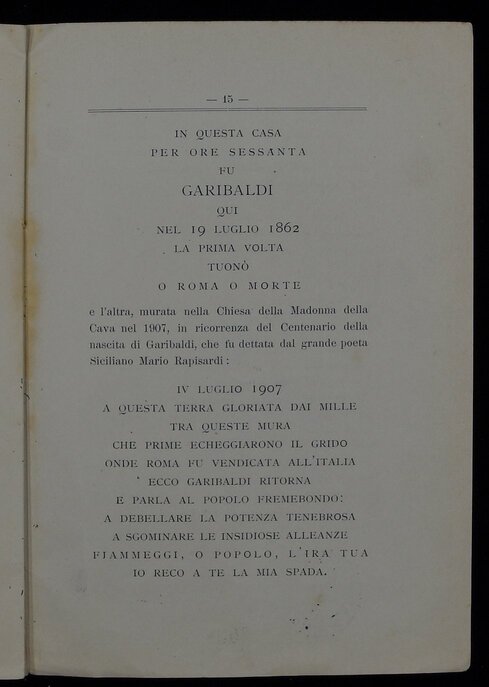 — 15 —
IN QUESTA CASA
PER ORE SESSANTA
FU
GARIBALDI
QUI
NEL 19 LUGLIO 1862
LA PRIMA VOLTA
TUONÒ
O ROMA O MORTE
e l'altra, murata nella Chiesa della Madonna della
Cava nel 1907, in ricorrenza del Centenario della
nascita di Garibaldi, che fu dettata dal grande poeta
Siciliano Mario Rapisardi :
IV LUGLIO 1907
A QUESTA TERRA GLORIATA DAI MILLE
TRA QUESTE MURA
CHE PRIME ECHEGGIARONO IL GRIDO
ONDE ROMA FU VENDICATA ALL'ITALIA
ECCO GARIBALDI RITORNA
E PARLA AL POPOLO FREMEBONDO:
A DEBELLARE LA POTENZA TENEBROSA
A SGOMINARE LE INSIDIOSE ALLEANZE
FIAMMEGGI, O POPOLO, L'IRA TUA
IO RECO A TE LA MIA SPADA.